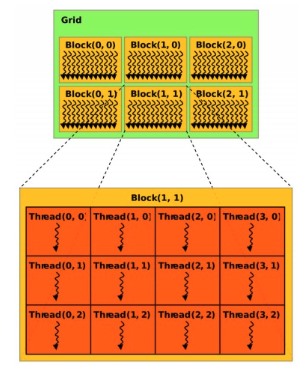 Grid
Block(0, 0) Block(1, 0) Block(2, 0)
Block(0, 1) Block(1, 1) Block(2, 1)
Block(1, 1)
Thread(0, 0) Thread(1, 0) Thread(2, 0) Thread(3, 0)
Thread(0, 1) Thread(1, 1) Thread(2, 1) Thread(3, 1)
Thread(0, 2) Thread(1, 2) Thread(2, 2) Thread(3, 2)